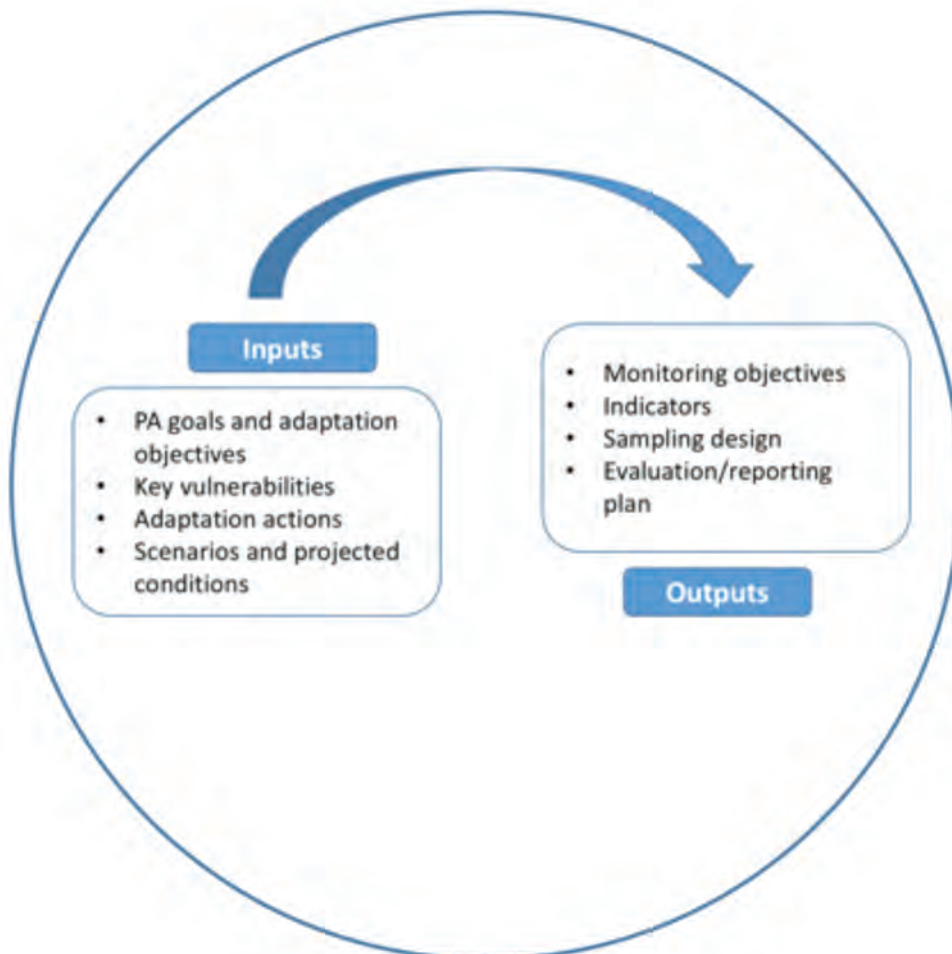 Inputs
• PA goals and adaptation
objectives
• Key vulnerabilities
• Adaptation actions
• Scenarios and projected
conditions
• Monitoring objectives
• Indicators
• Sampling design
• Evaluation/reporting
plan
Outputs